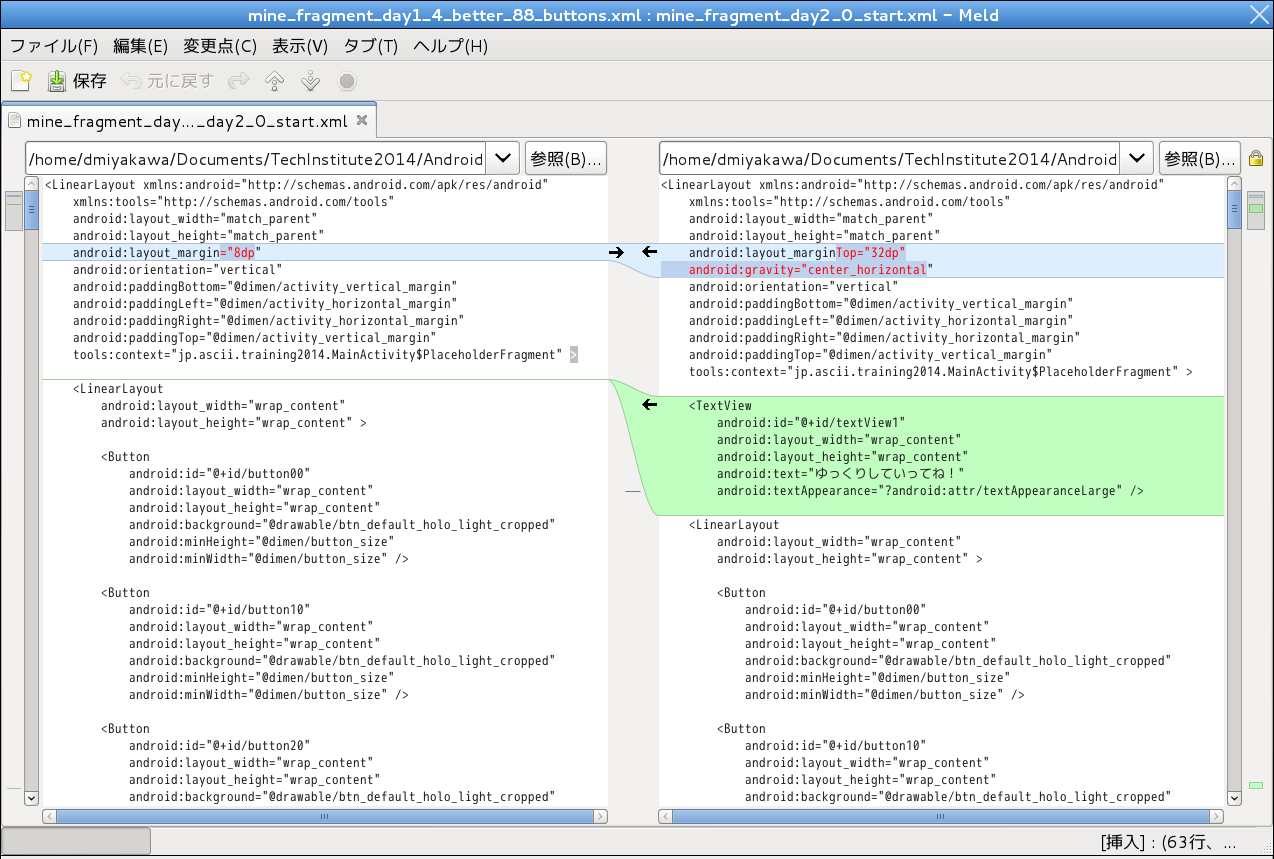 mine_fragment_day1_4_better_88_buttons.xml : mine_fragment_day2_0_start.xml - Meld
ファイル(F) 編集(E) 変更点(C) 表示(V) タブ(T) ヘルプ(H)
保存 元に戻す
mine_fragment_day..._day2_0_start.xml
/home/dmiyakawa/Documents/TechInstitute2014/Android 参照(B)...
<LinearLayout xmlns:android="http://schemas.android.com/apk/res/android"
xmlns:tools="http://schemas.android.com/tools"
android:layout_width="match_parent"
android:layout_height="match_parent"
android:layout_margin="8dp"
android:orientation="vertical"
android:paddingBottom="@dimen/activity_vertical_margin"
android:paddingLeft="@dimen/activity_horizontal_margin"
android:paddingRight="@dimen/activity_horizontal_margin"
android:paddingTop="@dimen/activity_vertical_margin"
tools:context="jp.ascii.training2014.MainActivity$PlaceholderFragment" >
<LinearLayout
android:layout_width="wrap_content"
android:layout_height="wrap_content" >
<Button
android:id="@+id/button00"
android:layout_width="wrap_content"
android:layout_height="wrap_content"
android:background="@drawable/btn_default_holo_light_cropped"
android:minHeight="@dimen/button_size"
android:minWidth="@dimen/button_size" />
<Button
android:id="@+id/button10"
android:layout_width="wrap_content"
android:layout_height="wrap_content"
android:background="@drawable/btn_default_holo_light_cropped"
android:minHeight="@dimen/button_size"
android:minWidth="@dimen/button_size" />
<Button
android:id="@+id/button20"
android:layout_width="wrap_content"
android:layout_height="wrap_content"
android:background="@drawable/btn_default_holo_light_cropped"
/home/dmiyakawa/Documents/TechInstitute2014/Android 参照(B)...
<LinearLayout xmlns:android="http://schemas.android.com/apk/res/android"
xmlns:tools="http://schemas.android.com/tools"
android:layout_width="match_parent"
android:layout_height="match_parent"
android:layout_marginTop="32dp"
android:gravity="center_horizontal"
android:orientation="vertical"
android:paddingBottom="@dimen/activity_vertical_margin"
android:paddingLeft="@dimen/activity_horizontal_margin"
android:paddingRight="@dimen/activity_horizontal_margin"
android:paddingTop="@dimen/activity_vertical_margin"
tools:context="jp.ascii.training2014.MainActivity$PlaceholderFragment" >
<TextView
android:id="@+id/textView1"
android:layout_width="wrap_content"
android:layout_height="wrap_content"
android:text="ゆっくりしていってね！"
android:textAppearance="?android:attr/textAppearanceLarge" />
<LinearLayout
android:layout_width="wrap_content"
android:layout_height="wrap_content" >
<Button
android:id="@+id/button00"
android:layout_width="wrap_content"
android:layout_height="wrap_content"
android:background="@drawable/btn_default_holo_light_cropped"
android:minHeight="@dimen/button_size"
android:minWidth="@dimen/button_size" />
<Button
android:id="@+id/button10"
android:layout_width="wrap_content"
android:layout_height="wrap_content"
android:background="@drawable/btn_default_holo_light_cropped"
[挿入] : (63行、...